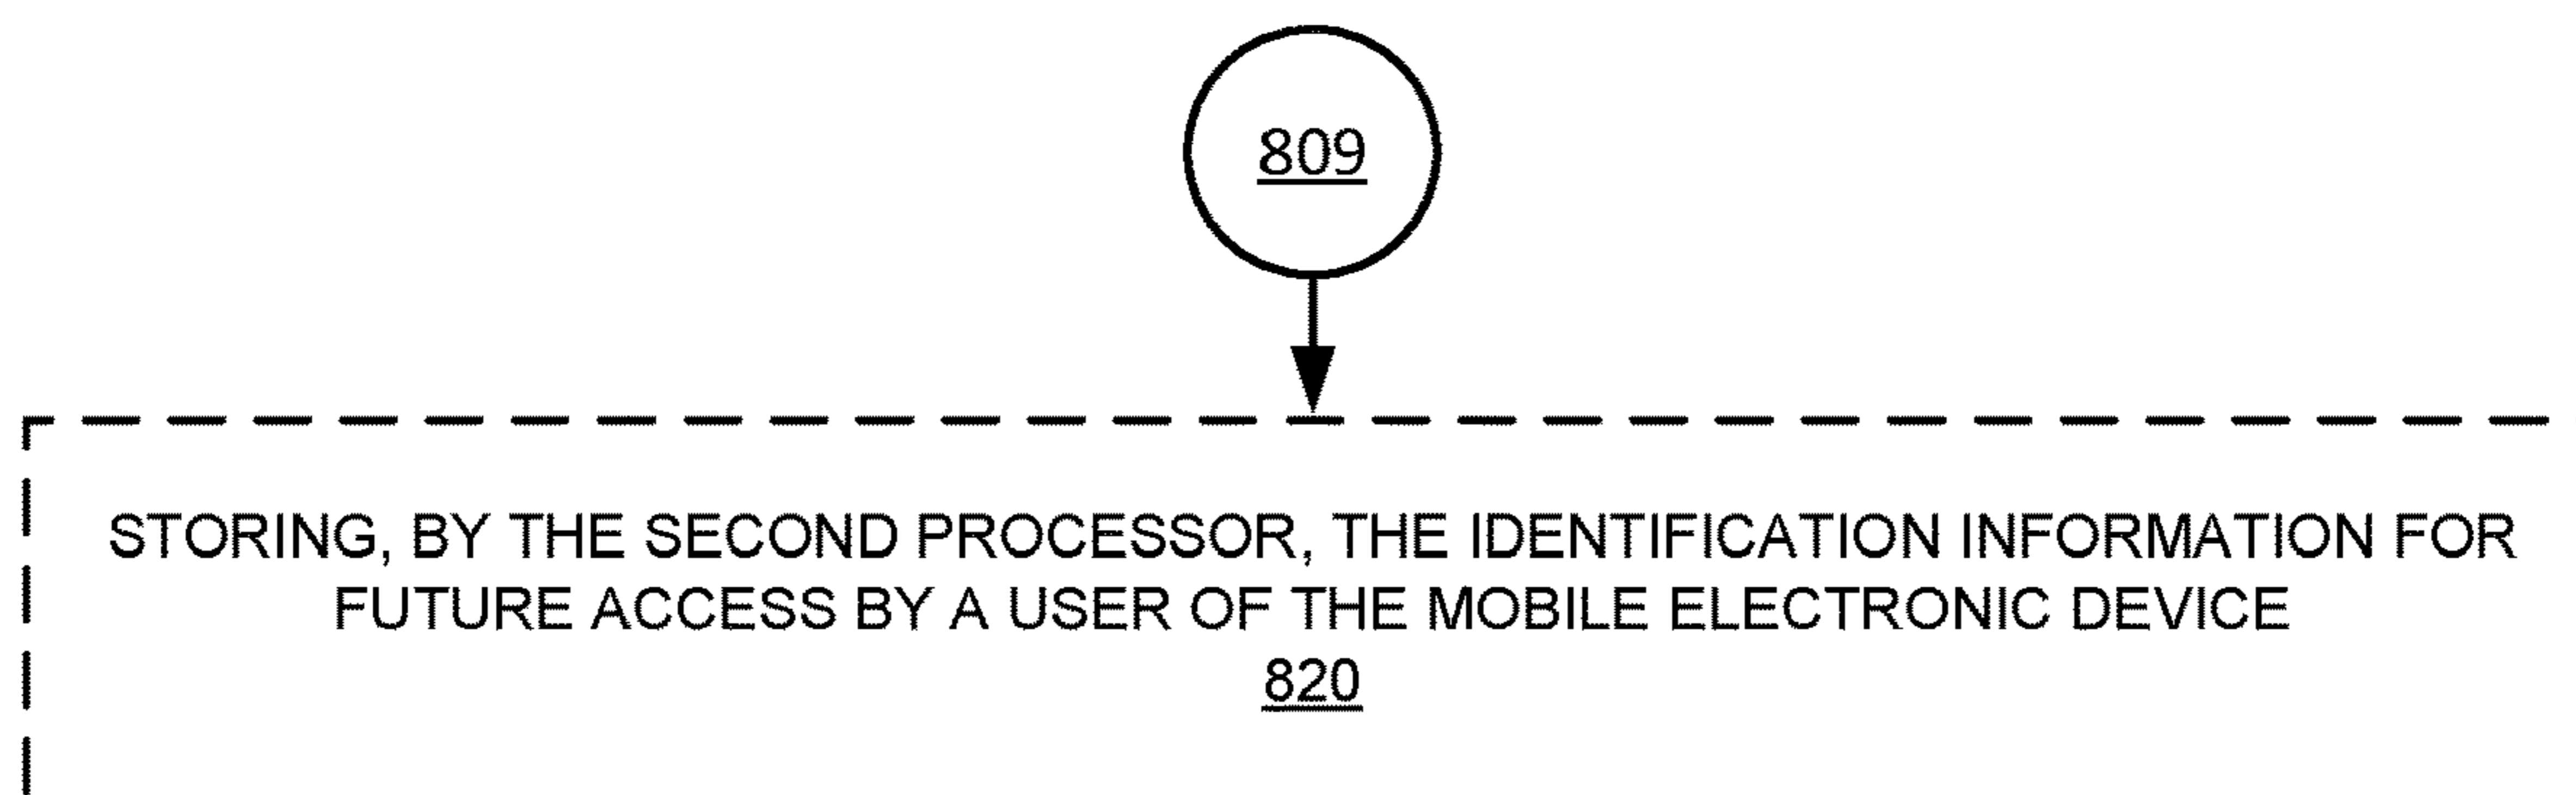 809
STORING, BY THE SECOND PROCESSOR, THE IDENTIFICATION INFORMATION FOR
FUTURE ACCESS BY A USER OF THE MOBILE ELECTRONIC DEVICE
820